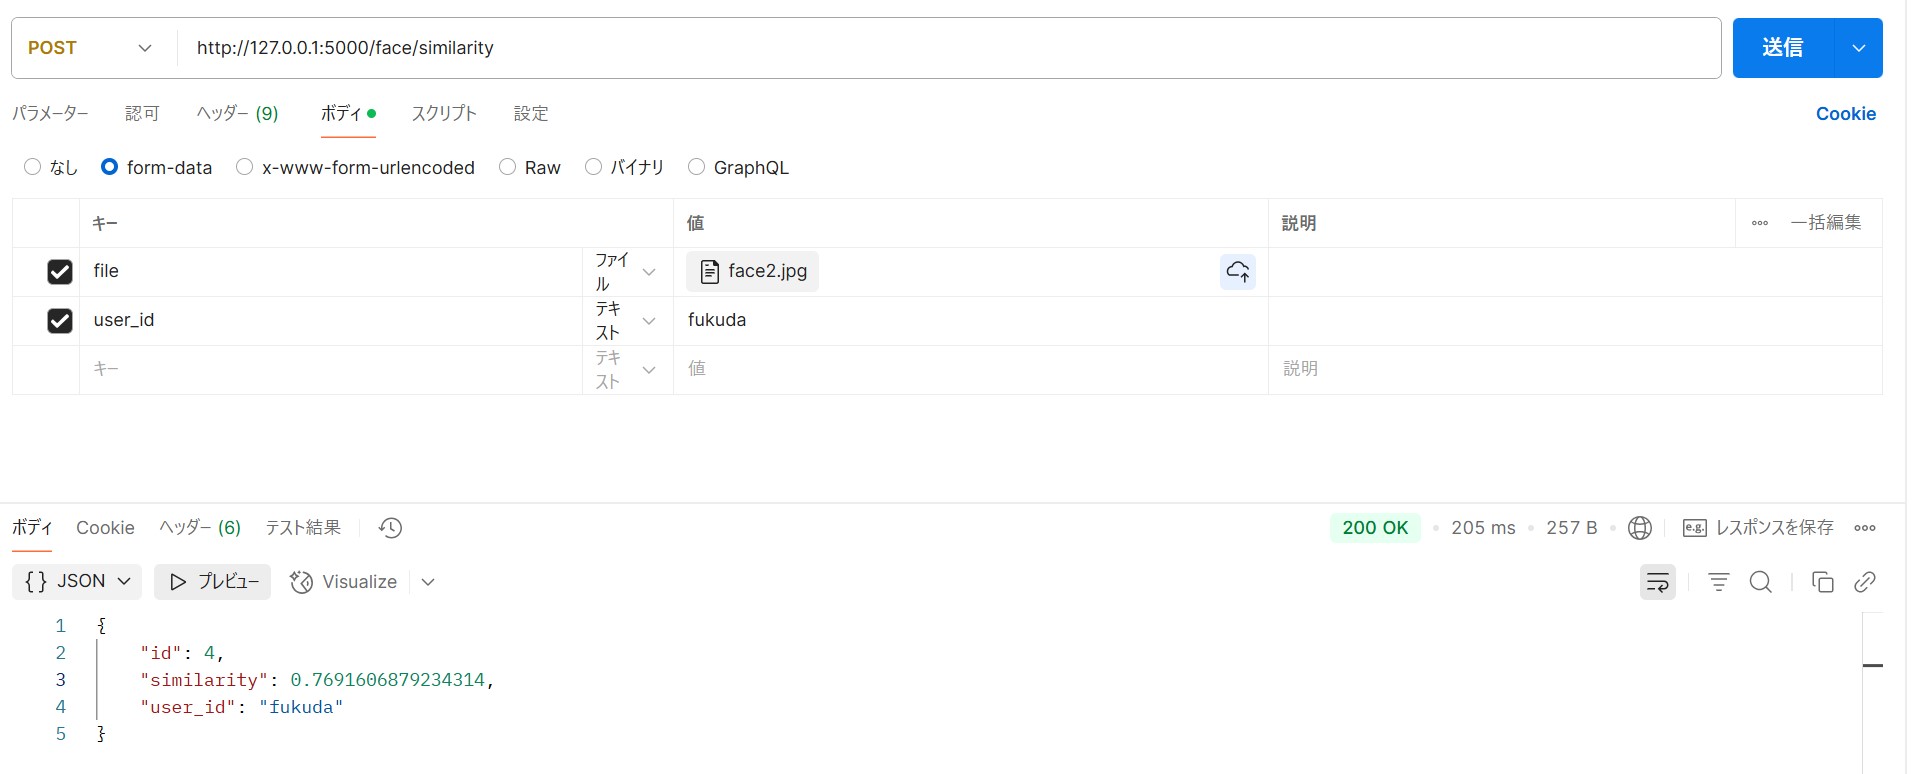 POST http://127.0.0.1:5000/face/similarity 送信
パラメーター 認可 ヘッダー (9) ボディ スクリプト 設定 Cookie
なし form-data x-www-form-urlencoded Raw バイナリ GraphQL
キー 値 説明 一括編集
file ファイル face2.jpg
user_id テキスト fukuda
キー テキスト 値 説明
ボディ Cookie ヘッダー (6) テスト結果 200 OK 205 ms 257 B e.g. レスポンスを保存
{} JSON プレビュー Visualize
1 {
2 "id": 4,
3 "similarity": 0.7691606879234314,
4 "user_id": "fukuda"
5 }